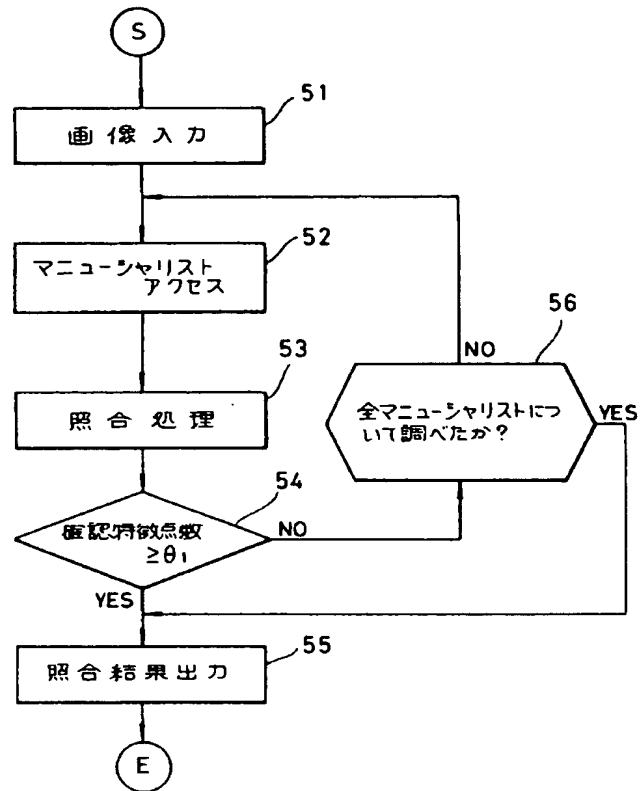 S
51
画像入力
52
マニューシャリスト
アクセス
53
照合処理
54
確認特徴点数
≥θ1
NO
YES
56
全マニューシャリストにつ
いて調べたか?
NO
YES
55
照合結果出力
E